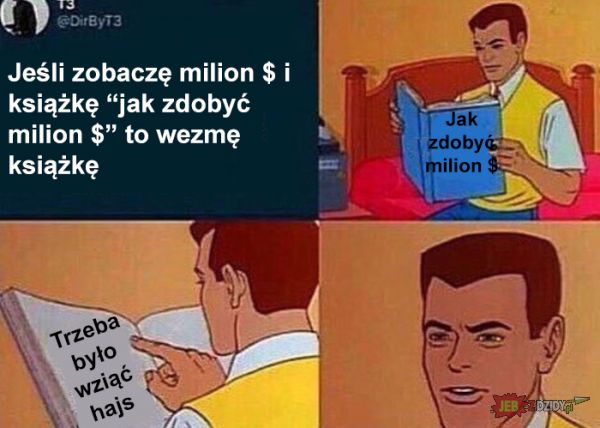 T3
@DirByT3
Jeśli zobaczę milion $ i
książkę “jak zdobyć
milion $” to wezmę
książkę
Jak
zdobyć
milion $
Trzeba
było
wziąć
hajs
JEBZDZIDY.pl